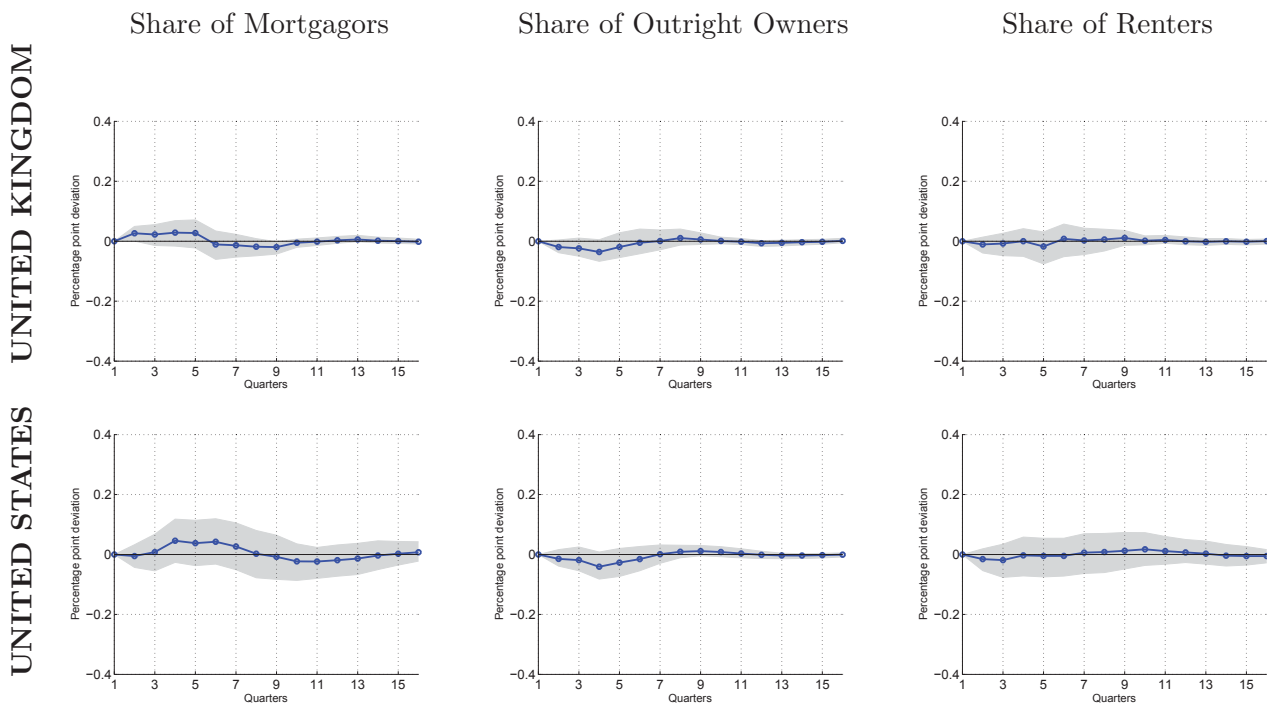 Share of Mortgagors
Share of Outright Owners
Share of Renters
UNITED KINGDOM
Percentage point deviation
0.4
0.2
0
−0.2
−0.4
1 3 5 7 9 11 13 15
Quarters
Percentage point deviation
0.4
0.2
0
−0.2
−0.4
1 3 5 7 9 11 13 15
Quarters
Percentage point deviation
0.4
0.2
0
−0.2
−0.4
1 3 5 7 9 11 13 15
Quarters
UNITED STATES
Percentage point deviation
0.4
0.2
0
−0.2
−0.4
1 3 5 7 9 11 13 15
Quarters
Percentage point deviation
0.4
0.2
0
−0.2
−0.4
1 3 5 7 9 11 13 15
Quarters
Percentage point deviation
0.4
0.2
0
−0.2
−0.4
1 3 5 7 9 11 13 15
Quarters